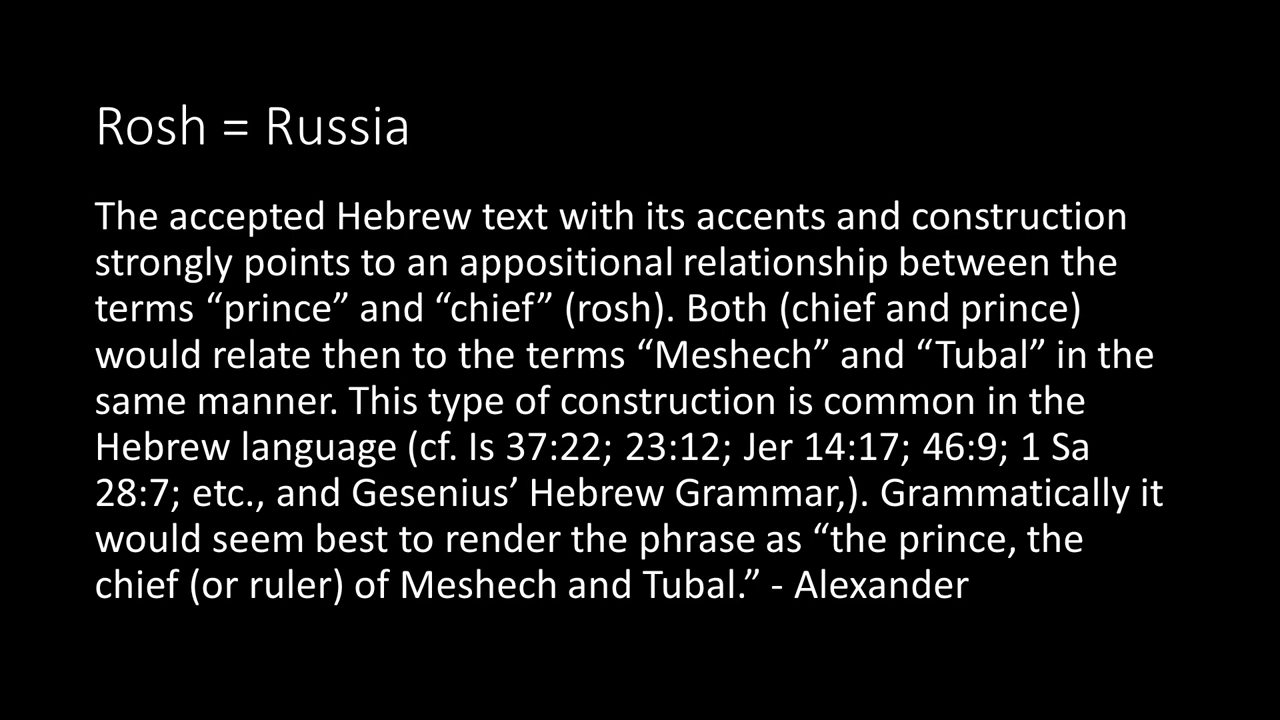 Rosh = Russia
The accepted Hebrew text with its accents and construction
strongly points to an appositional relationship between the
terms “prince” and “chief” (rosh). Both (chief and prince)
would relate then to the terms “Meshech” and “Tubal” in the
same manner. This type of construction is common in the
Hebrew language (cf. Is 37:22; 23:12; Jer 14:17; 46:9; 1 Sa
28:7; etc., and Gesenius’ Hebrew Grammar,). Grammatically it
would seem best to render the phrase as “the prince, the
chief (or ruler) of Meshech and Tubal.” - Alexander